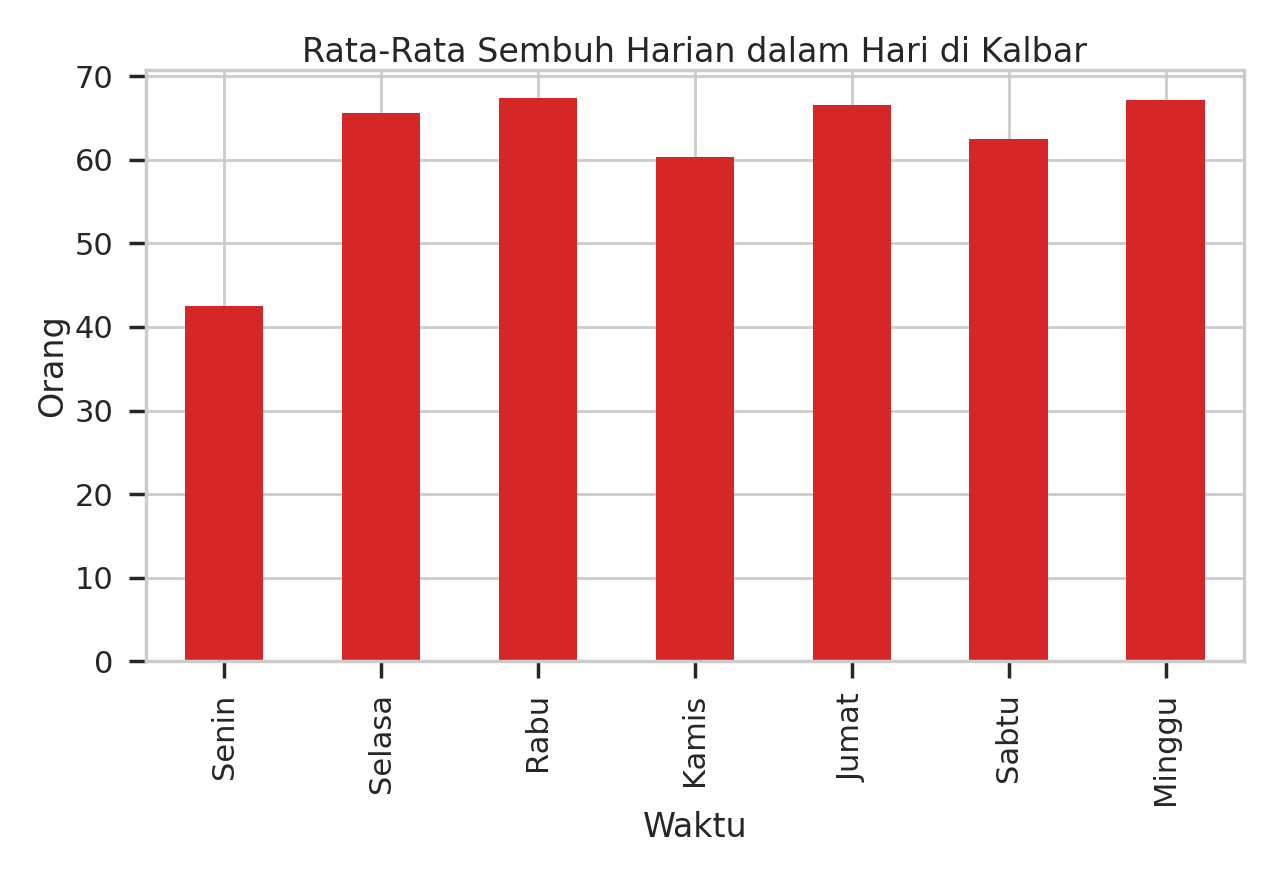 Rata-Rata Sembuh Harian dalam Hari di Kalbar
70
60
50
40
30
20
10
0
Orang
Senin
Selasa
Rabu
Kamis
Jumat
Sabtu
Minggu
Waktu